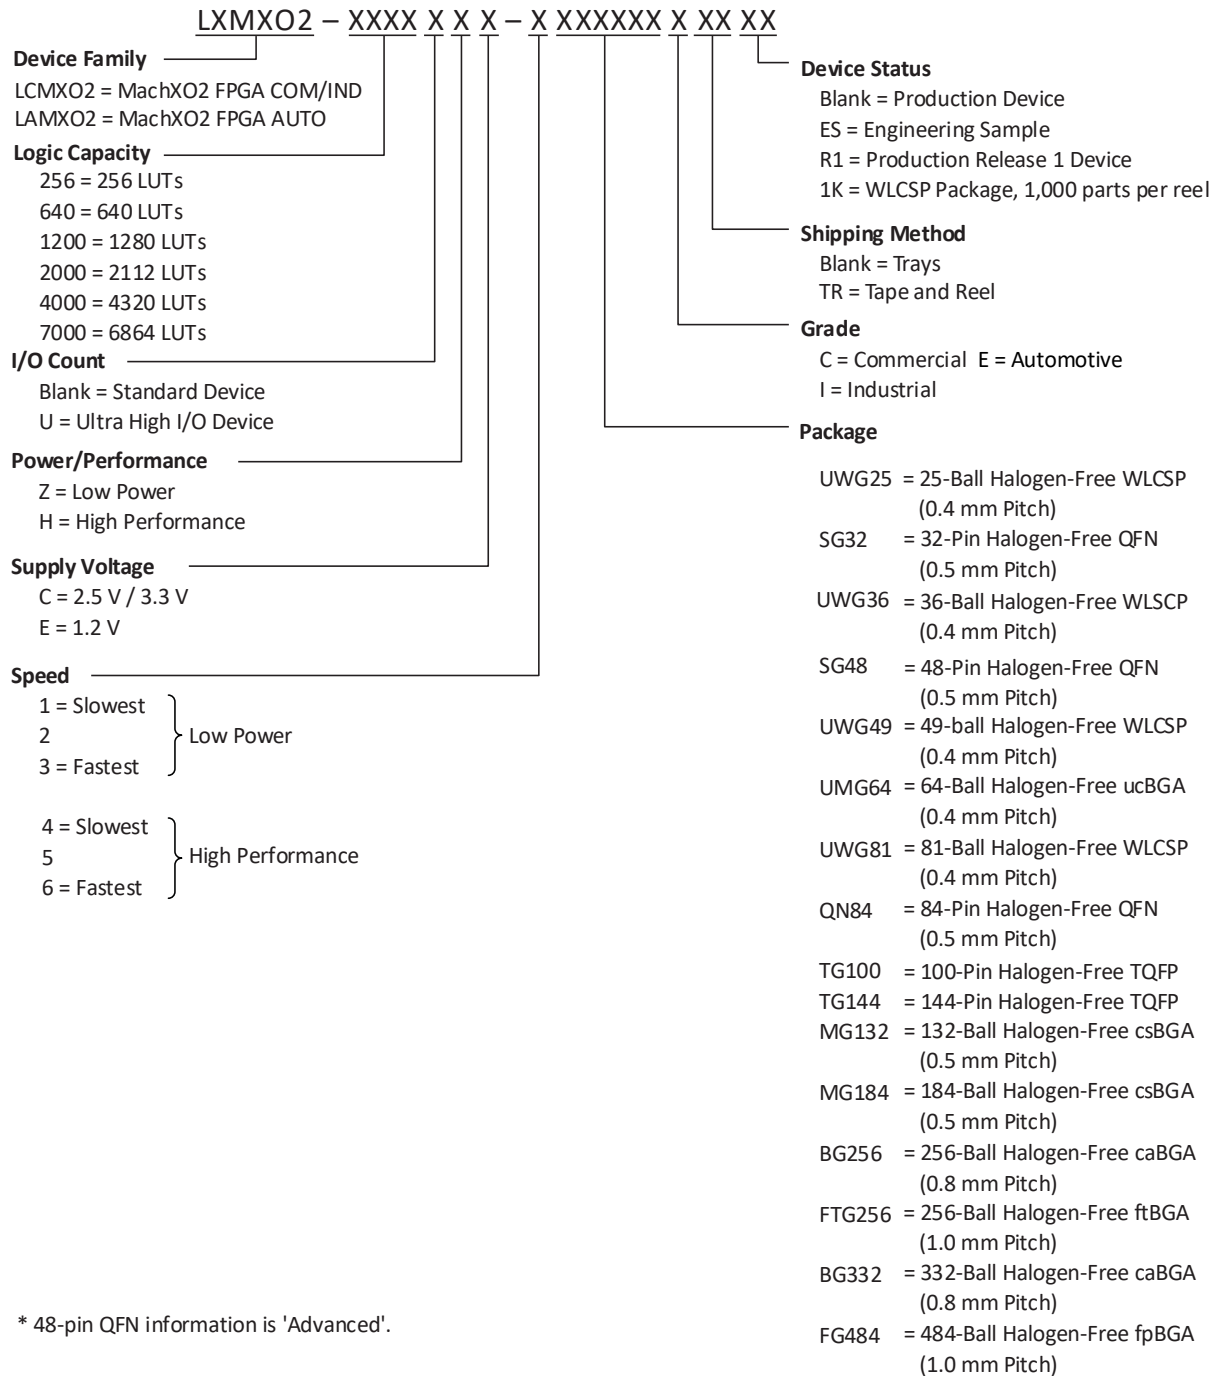 LXMXO2 – XXXX X X X – X XXXXXX X XX XX
Device Family
LCMXO2 = MachXO2 FPGA COM/IND
LAMXO2 = MachXO2 FPGA AUTO
Logic Capacity
256 = 256 LUTs
640 = 640 LUTs
1200 = 1280 LUTs
2000 = 2112 LUTs
4000 = 4320 LUTs
7000 = 6864 LUTs
I/O Count
Blank = Standard Device
U = Ultra High I/O Device
Power/Performance
Z = Low Power
H = High Performance
Supply Voltage
C = 2.5 V / 3.3 V
E = 1.2 V
Speed
1 = Slowest
2
3 = Fastest
Low Power
4 = Slowest
5
6 = Fastest
High Performance
* 48-pin QFN information is 'Advanced'.
Device Status
Blank = Production Device
ES = Engineering Sample
R1 = Production Release 1 Device
1K = WLCSP Package, 1,000 parts per reel
Shipping Method
Blank = Trays
TR = Tape and Reel
Grade
C = Commercial E = Automotive
I = Industrial
Package
UWG25 = 25-Ball Halogen-Free WLCSP
(0.4 mm Pitch)
SG32 = 32-Pin Halogen-Free QFN
(0.5 mm Pitch)
UWG36 = 36-Ball Halogen-Free WLSCP
(0.4 mm Pitch)
SG48 = 48-Pin Halogen-Free QFN
(0.5 mm Pitch)
UWG49 = 49-ball Halogen-Free WLCSP
(0.4 mm Pitch)
UMG64 = 64-Ball Halogen-Free ucBGA
(0.4 mm Pitch)
UWG81 = 81-Ball Halogen-Free WLCSP
(0.4 mm Pitch)
QN84 = 84-Pin Halogen-Free QFN
(0.5 mm Pitch)
TG100 = 100-Pin Halogen-Free TQFP
TG144 = 144-Pin Halogen-Free TQFP
MG132 = 132-Ball Halogen-Free csBGA
(0.5 mm Pitch)
MG184 = 184-Ball Halogen-Free csBGA
(0.5 mm Pitch)
BG256 = 256-Ball Halogen-Free caBGA
(0.8 mm Pitch)
FTG256 = 256-Ball Halogen-Free ftBGA
(1.0 mm Pitch)
BG332 = 332-Ball Halogen-Free caBGA
(0.8 mm Pitch)
FG484 = 484-Ball Halogen-Free fpBGA
(1.0 mm Pitch)